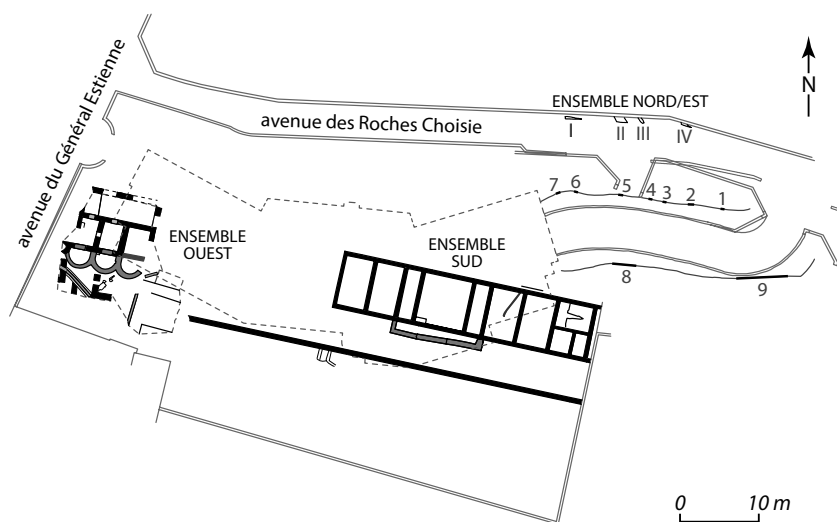 avenue du Général Estienne
avenue des Roches Choisie
ENSEMBLE NORD/EST
N
I II III IV
7 6 5 4 3 2 1
8 9
ENSEMBLE
OUEST
ENSEMBLE
SUD
0 10 m